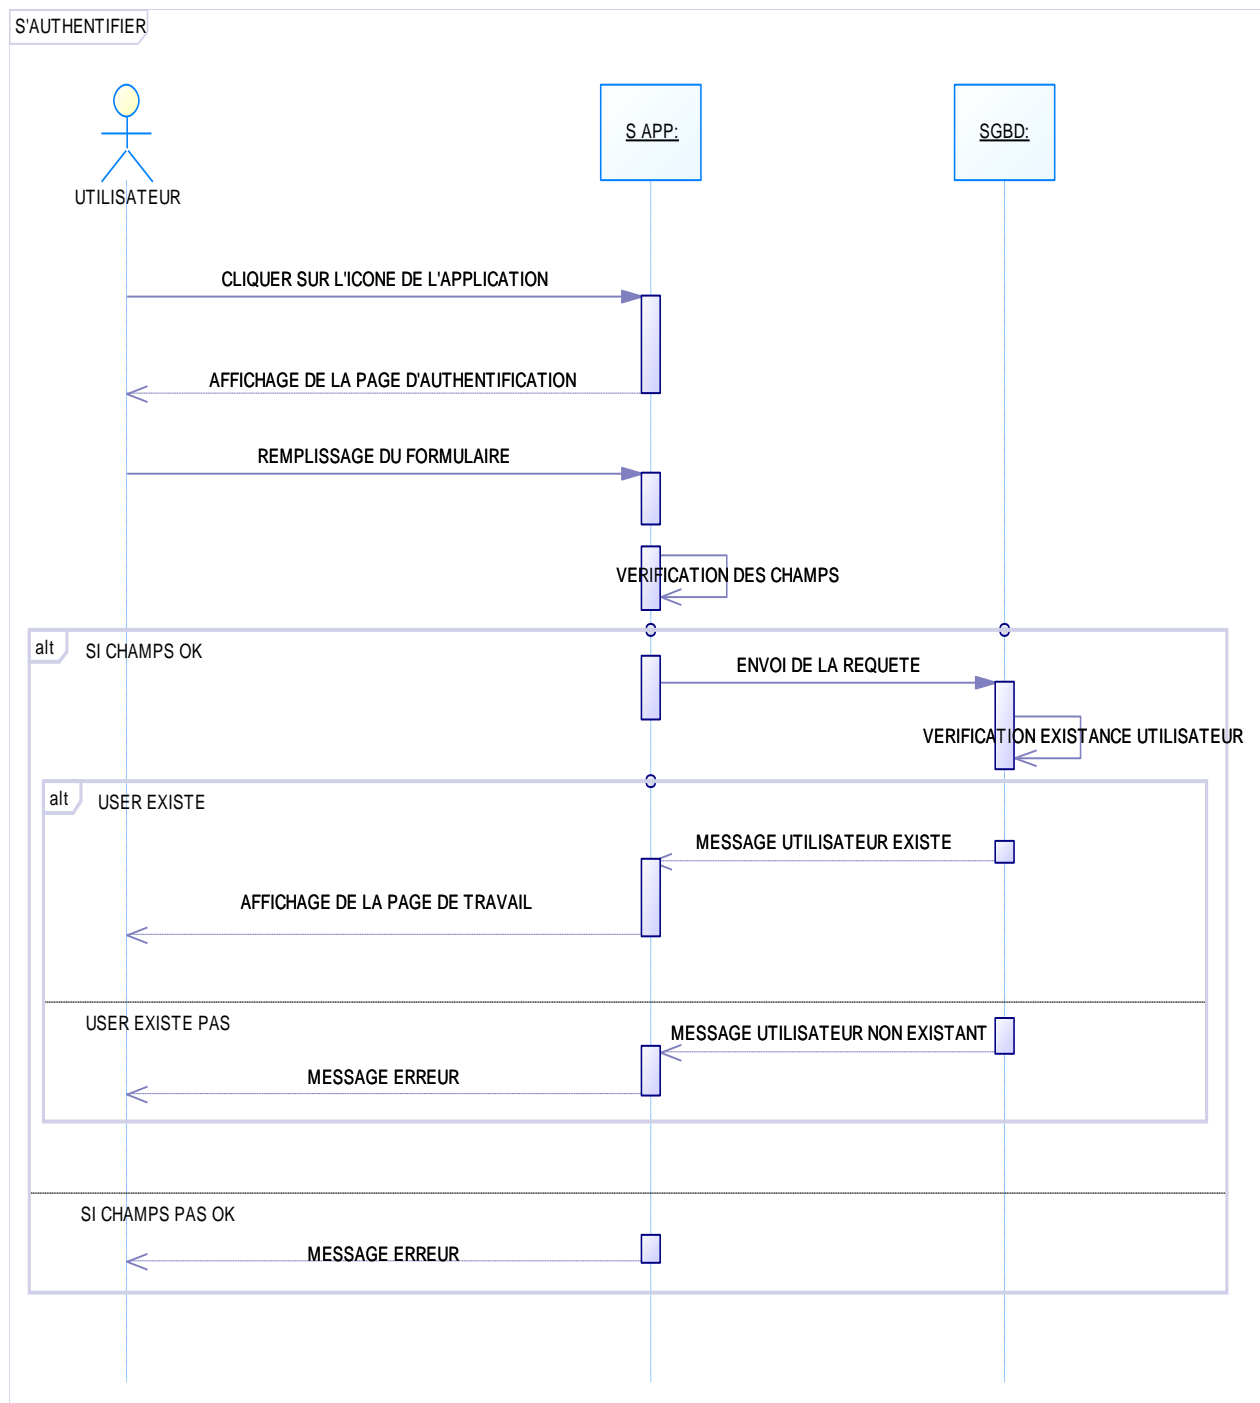 S'AUTHENTIFIER
UTILISATEUR
S APP:
SGBD:
CLIQUER SUR L'ICONE DE L'APPLICATION
AFFICHAGE DE LA PAGE D'AUTHENTIFICATION
REMPLISSAGE DU FORMULAIRE
VERIFICATION DES CHAMPS
alt
SI CHAMPS OK
ENVOI DE LA REQUETE
VERIFICATION EXISTANCE UTILISATEUR
alt
USER EXISTE
MESSAGE UTILISATEUR EXISTE
AFFICHAGE DE LA PAGE DE TRAVAIL
USER EXISTE PAS
MESSAGE UTILISATEUR NON EXISTANT
MESSAGE ERREUR
SI CHAMPS PAS OK
MESSAGE ERREUR